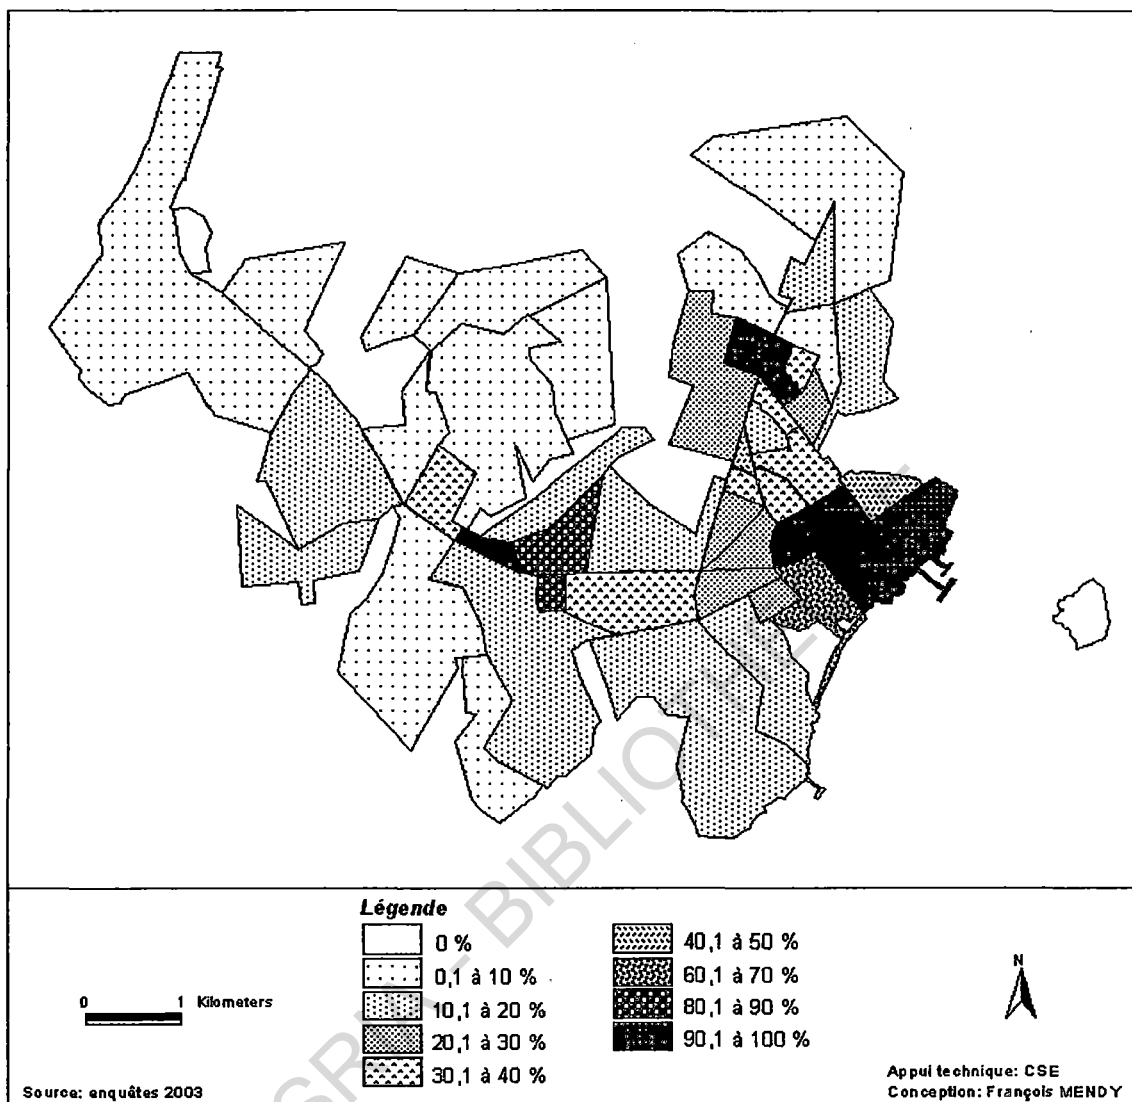 Légende
0 %
0,1 à 10 %
10,1 à 20 %
20,1 à 30 %
30,1 à 40 %
40,1 à 50 %
60,1 à 70 %
80,1 à 90 %
90,1 à 100 %
0 1 Kilometers
N
Source: enquêtes 2003
Appui technique: CSE
Conception: François MENDY
BIBLIOTHEQUE